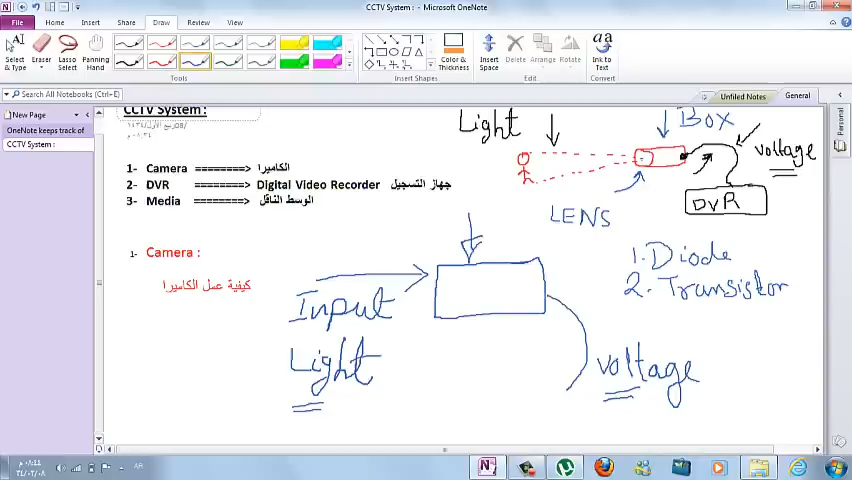 CCTV System : - Microsoft OneNote
File
Home
Insert
Share
Draw
Review
View
Select & Type
Eraser
Lasso Select
Panning Hand
Color & Thickness
Insert Space
Delete
Arrange
Rotate
Ink to Text
Tools
Insert Shapes
Edit
Convert
Search All Notebooks (Ctrl+E)
Unfiled Notes
General
New Page
OneNote keeps track of
CCTV System :
Personal
CCTV System :
Light
BOX
voltage
DVR
LENS
1- Camera ========> الكاميرا
2- DVR ========> Digital Video Recorder جهاز التسجيل
3- Media ========> الوسط الناقل
1- Camera :
كيفية عمل الكاميرا
1. Diode
2. Transistor
Input
Light
voltage
AR